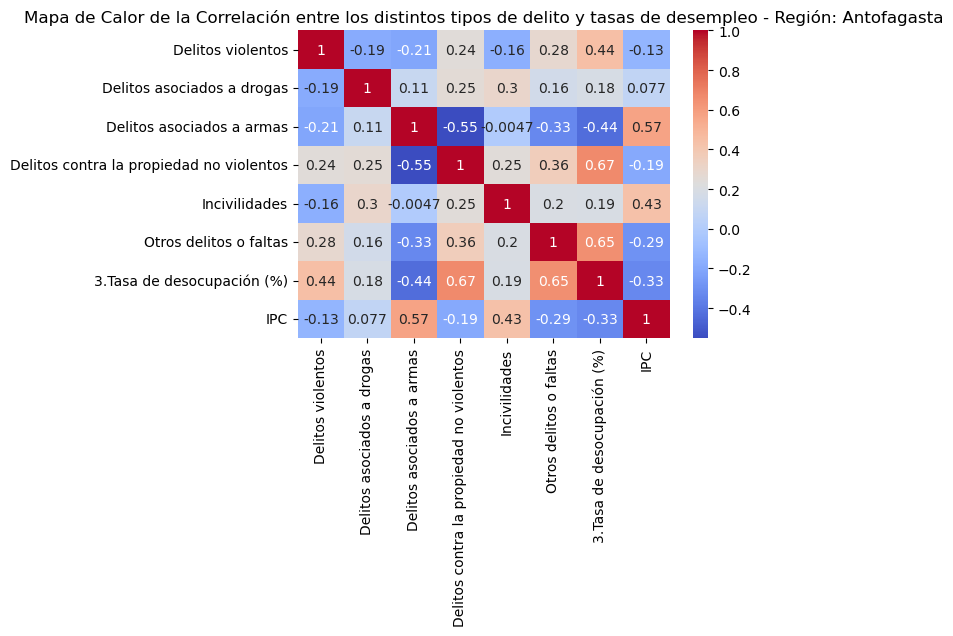 Mapa de Calor de la Correlación entre los distintos tipos de delito y tasas de desempleo - Región: Antofagasta
Delitos violentos 1 -0.19 -0.21 0.24 -0.16 0.28 0.44 -0.13
Delitos asociados a drogas -0.19 1 0.11 0.25 0.3 0.16 0.18 0.077
Delitos asociados a armas -0.21 0.11 1 -0.55 -0.0047 -0.33 -0.44 0.57
Delitos contra la propiedad no violentos 0.24 0.25 -0.55 1 0.25 0.36 0.67 -0.19
Incivilidades -0.16 0.3 -0.0047 0.25 1 0.2 0.19 0.43
Otros delitos o faltas 0.28 0.16 -0.33 0.36 0.2 1 0.65 -0.29
3.Tasa de desocupación (%) 0.44 0.18 -0.44 0.67 0.19 0.65 1 -0.33
IPC -0.13 0.077 0.57 -0.19 0.43 -0.29 -0.33 1
Delitos violentos
Delitos asociados a drogas
Delitos asociados a armas
Delitos contra la propiedad no violentos
Incivilidades
Otros delitos o faltas
3.Tasa de desocupación (%)
IPC
1.0
0.8
0.6
0.4
0.2
0.0
−0.2
−0.4